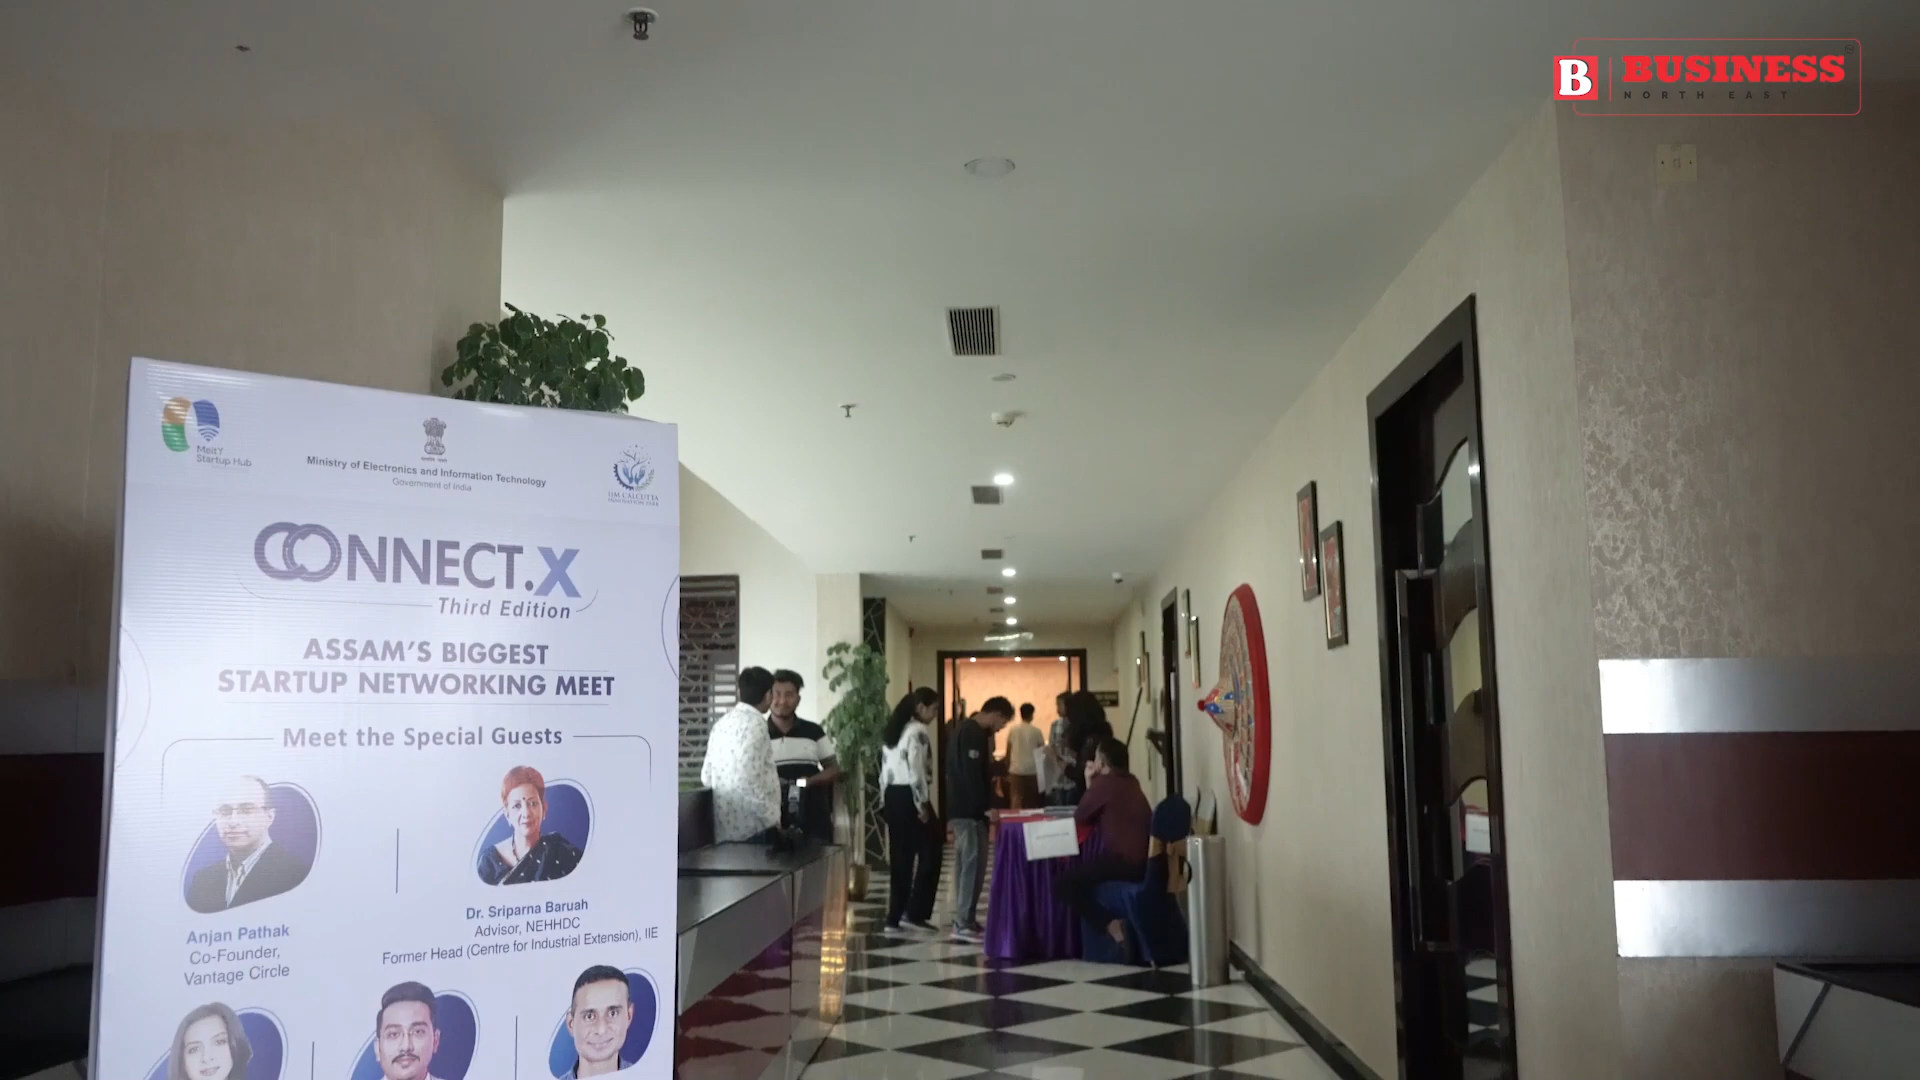 B BUSINESS
NORTH EAST
MeitY
Startup Hub
Ministry of Electronics and Information Technology
Government of India
IIM CALCUTTA
INNOVATION PARK
CONNECT.X
Third Edition
ASSAM'S BIGGEST
STARTUP NETWORKING MEET
Meet the Special Guests
Anjan Pathak
Co-Founder,
Vantage Circle
Dr. Sriparna Baruah
Advisor, NEHHDC
Former Head (Centre for Industrial Extension), IIE